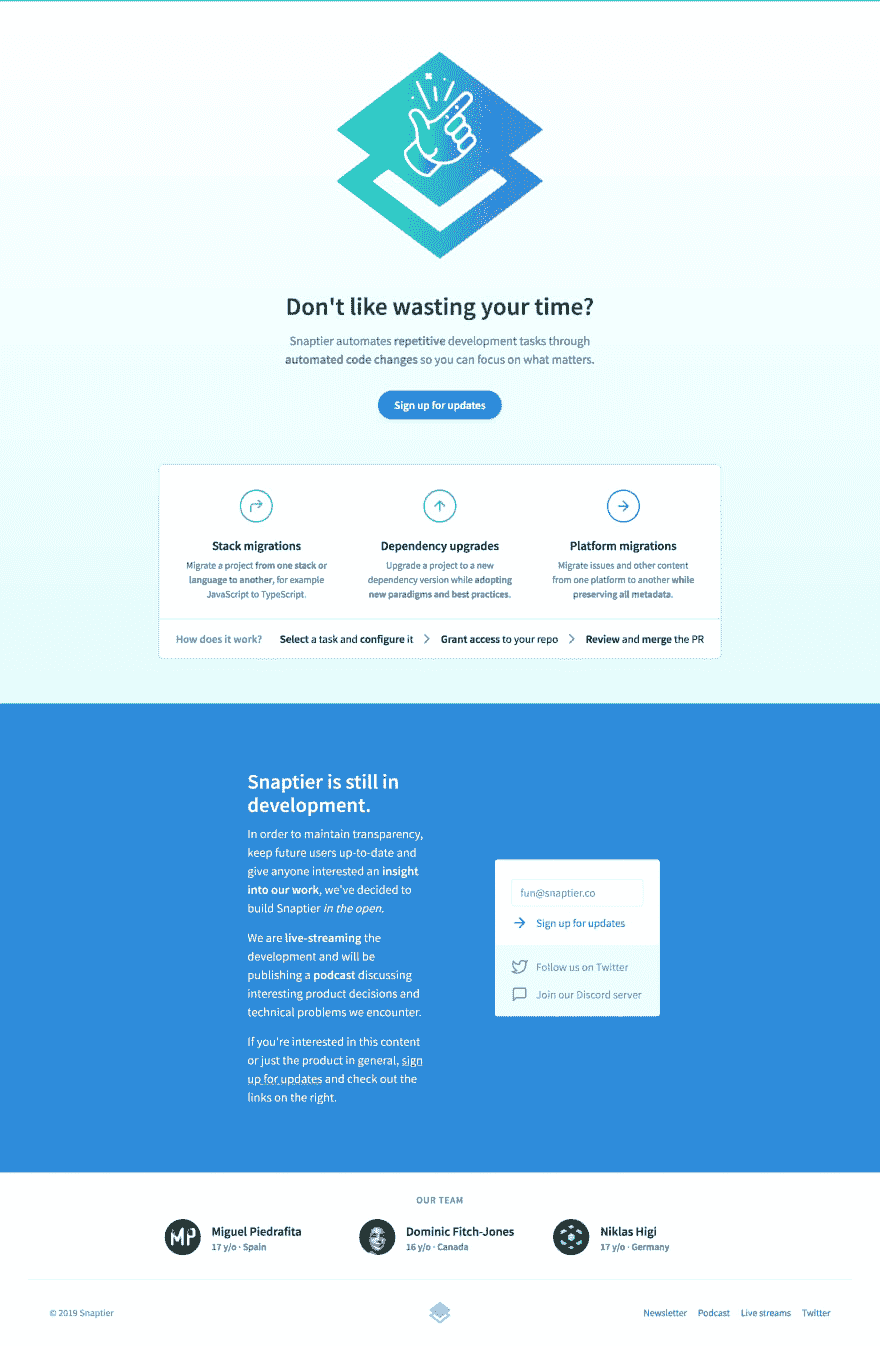 Don't like wasting your time?
Snaptier automates repetitive development tasks through
automated code changes so you can focus on what matters.
Sign up for updates
Stack migrations
Migrate a project from one stack or
language to another, for example
JavaScript to TypeScript.
Dependency upgrades
Upgrade a project to a new
dependency version while adopting
new paradigms and best practices.
Platform migrations
Migrate issues and other content
from one platform to another while
preserving all metadata.
How does it work? Select a task and configure it Grant access to your repo Review and merge the PR
Snaptier is still in
development.
In order to maintain transparency,
keep future users up-to-date and
give anyone interested an insight
into our work, we've decided to
build Snaptier in the open.
We are live-streaming the
development and will be
publishing a podcast discussing
interesting product decisions and
technical problems we encounter.
If you're interested in this content
or just the product in general, sign
up for updates and check out the
links on the right.
fun@snaptier.co
Sign up for updates
Follow us on Twitter
Join our Discord server
OUR TEAM
MP
Miguel Piedrafita
17 y/o · Spain
Dominic Fitch-Jones
16 y/o · Canada
Niklas Higi
17 y/o · Germany
© 2019 Snaptier
Newsletter Podcast Live streams Twitter